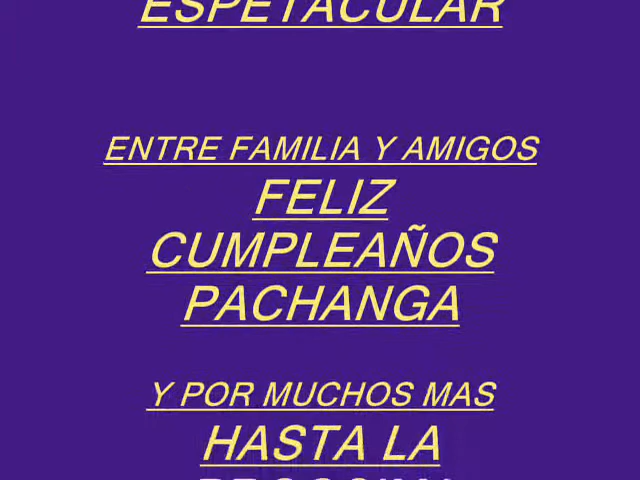 ESPETACULAR
ENTRE FAMILIA Y AMIGOS
FELIZ
CUMPLEAÑOS
PACHANGA
Y POR MUCHOS MAS
HASTA LA